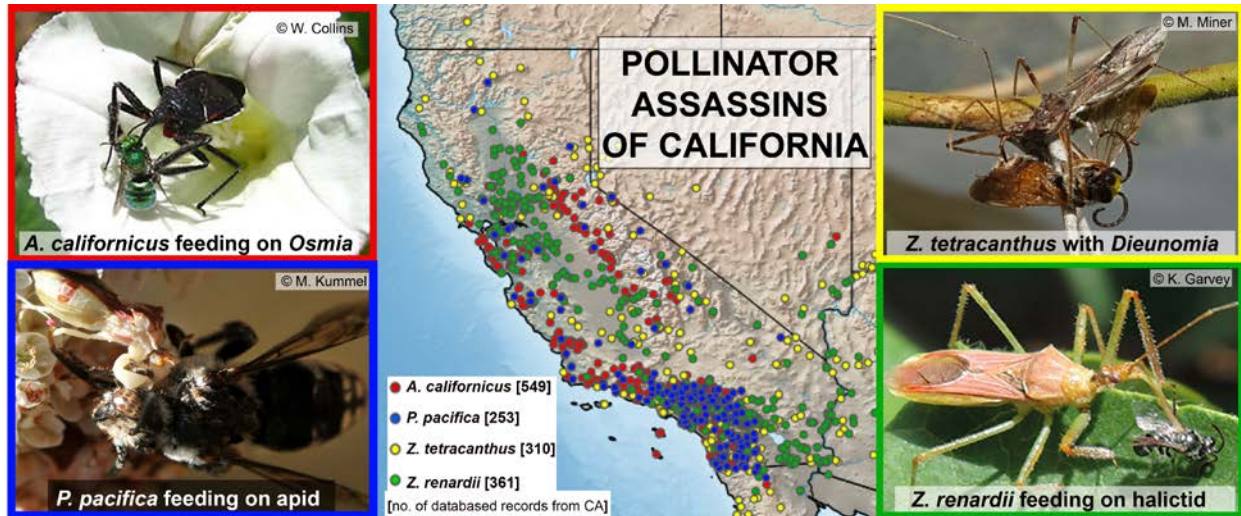 © W. Collins
A. californicus feeding on Osmia
© M. Kummel
P. pacifica feeding on apid
POLLINATOR
ASSASSINS
OF CALIFORNIA
A. californicus [549]
P. pacifica [253]
Z. tetracanthus [310]
Z. renardii [361]
[no. of databased records from CA]
© M. Miner
Z. tetracanthus with Dieunomia
© K. Garvey
Z. renardii feeding on halictid